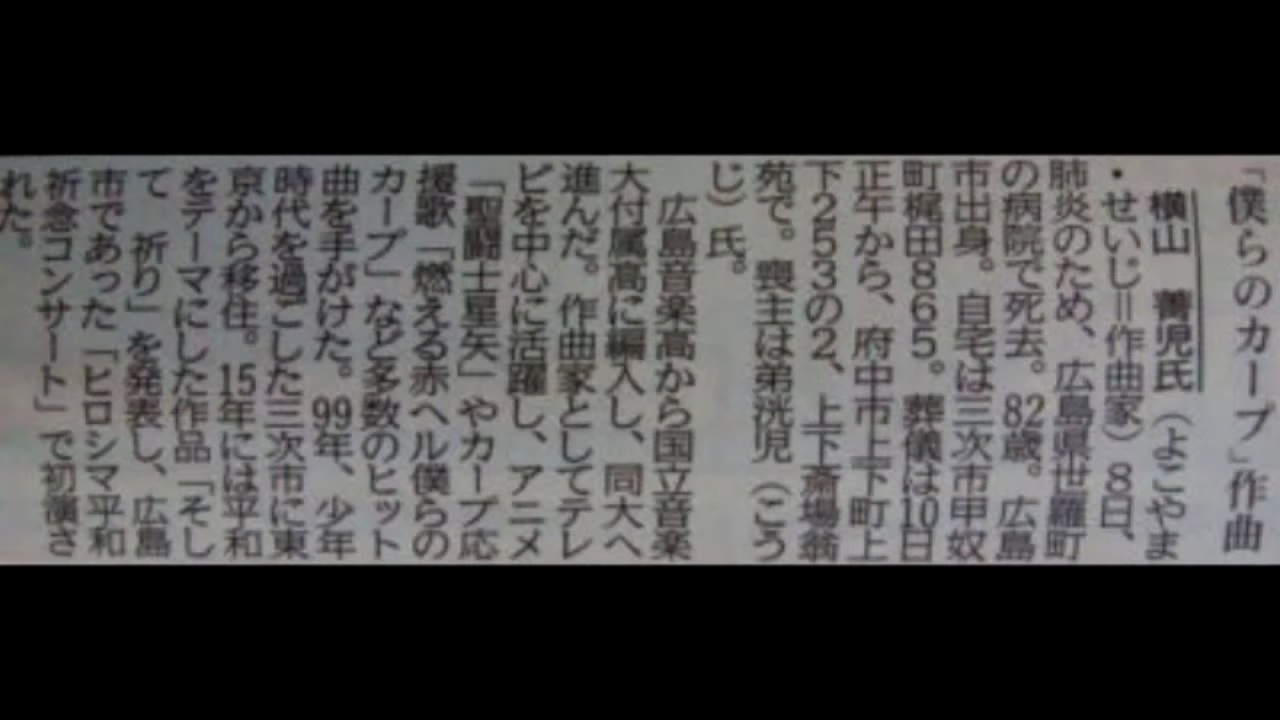 「僕らのカープ」作曲
横山　菁児氏（よこやま
・せいじ＝作曲家）８日、
肺炎のため、広島県世羅町
の病院で死去。82歳。広島
市出身。自宅は三次市甲奴
町梶田８６５。葬儀は10日
正午から、府中市上下町上
下２５３の２、上下斎場翁
苑で。喪主は弟洸児（こう
じ）氏。
広島音楽高から国立音楽
大付属高に編入し、同大へ
進んだ。作曲家としてテレ
ビを中心に活躍し、アニメ
「聖闘士星矢」やカープ応
援歌「燃える赤ヘル僕らの
カープ」など多数のヒット
曲を手がけた。99年、少年
時代を過ごした三次市に東
京から移住。15年には平和
をテーマにした作品「そし
て　祈り」を発表し、広島
市であった「ヒロシマ平和
祈念コンサート」で初演さ
れた。